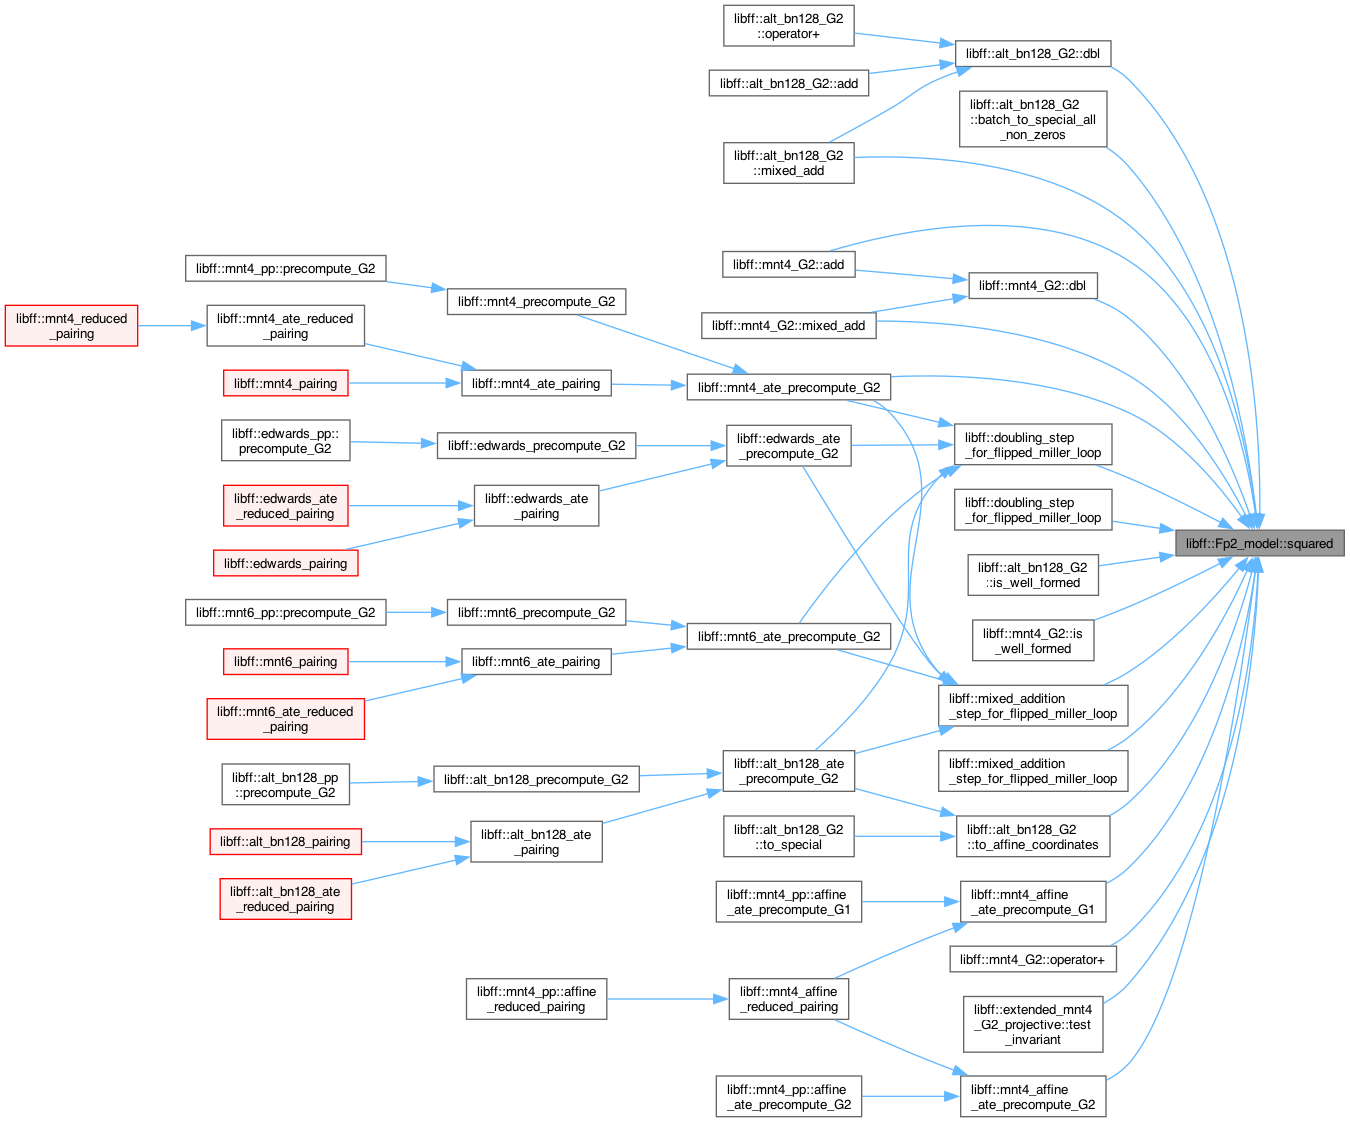 libff::alt_bn128_G2
::operator+
libff::alt_bn128_G2::dbl
libff::alt_bn128_G2::add
libff::alt_bn128_G2
::batch_to_special_all
_non_zeros
libff::alt_bn128_G2
::mixed_add
libff::mnt4_G2::add
libff::mnt4_pp::precompute_G2
libff::mnt4_G2::dbl
libff::mnt4_precompute_G2
libff::mnt4_reduced
_pairing
libff::mnt4_ate_reduced
_pairing
libff::mnt4_G2::mixed_add
libff::mnt4_pairing
libff::mnt4_ate_pairing
libff::mnt4_ate_precompute_G2
libff::edwards_pp::
precompute_G2
libff::edwards_precompute_G2
libff::edwards_ate
_precompute_G2
libff::doubling_step
_for_flipped_miller_loop
libff::edwards_ate
_reduced_pairing
libff::edwards_ate
_pairing
libff::doubling_step
_for_flipped_miller_loop
libff::Fp2_model::squared
libff::edwards_pairing
libff::alt_bn128_G2
::is_well_formed
libff::mnt6_pp::precompute_G2
libff::mnt6_precompute_G2
libff::mnt6_ate_precompute_G2
libff::mnt4_G2::is
_well_formed
libff::mnt6_pairing
libff::mnt6_ate_pairing
libff::mnt6_ate_reduced
_pairing
libff::mixed_addition
_step_for_flipped_miller_loop
libff::alt_bn128_pp
::precompute_G2
libff::alt_bn128_precompute_G2
libff::alt_bn128_ate
_precompute_G2
libff::mixed_addition
_step_for_flipped_miller_loop
libff::alt_bn128_pairing
libff::alt_bn128_ate
_pairing
libff::alt_bn128_G2
::to_special
libff::alt_bn128_G2
::to_affine_coordinates
libff::alt_bn128_ate
_reduced_pairing
libff::mnt4_pp::affine
_ate_precompute_G1
libff::mnt4_affine
_ate_precompute_G1
libff::mnt4_G2::operator+
libff::mnt4_pp::affine
_reduced_pairing
libff::mnt4_affine
_reduced_pairing
libff::extended_mnt4
_G2_projective::test
_invariant
libff::mnt4_pp::affine
_ate_precompute_G2
libff::mnt4_affine
_ate_precompute_G2